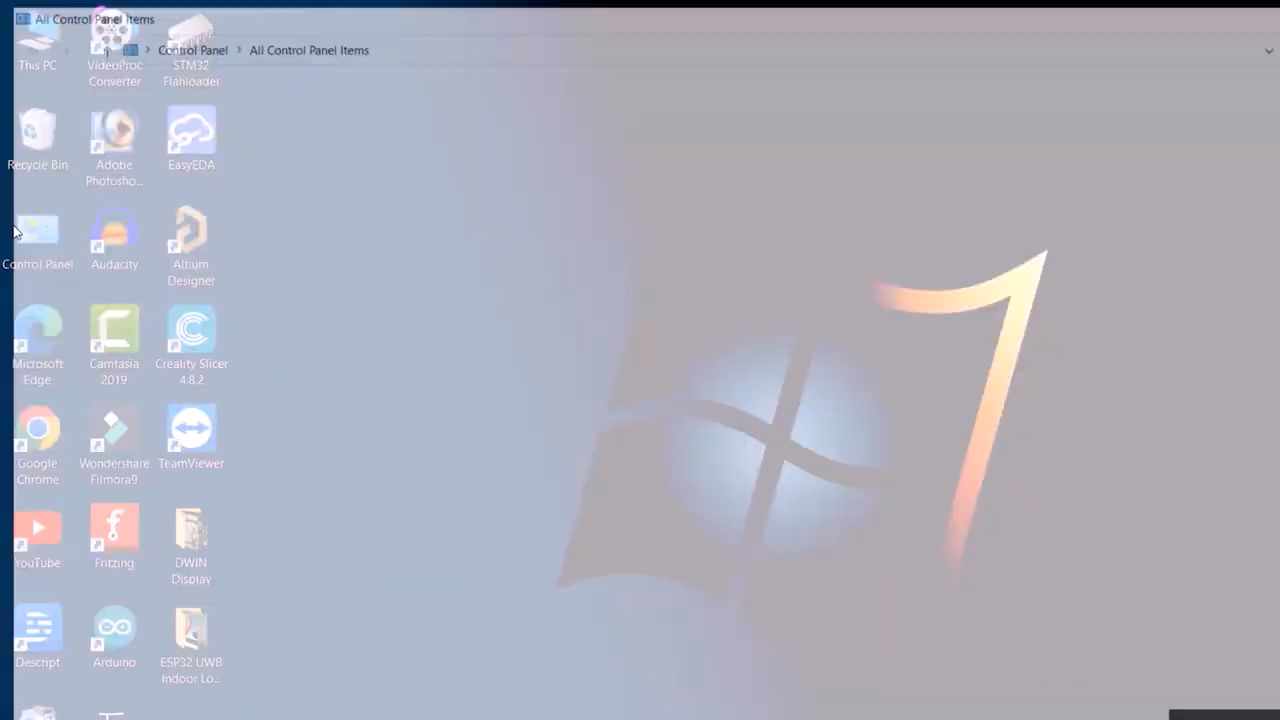 All Control Panel Items
Control Panel > All Control Panel Items
This PC
VideoProc
Converter
STM32
Flahloader
Recycle Bin
Adobe
Photosho...
EasyEDA
Control Panel
Audacity
Altium
Designer
Microsoft
Edge
Camtasia
2019
Creality Slicer
4.8.2
Google
Chrome
Wondershare
Filmora9
TeamViewer
YouTube
Fritzing
DWIN
Display
Descript
Arduino
ESP32 UWB
Indoor Lo...
7